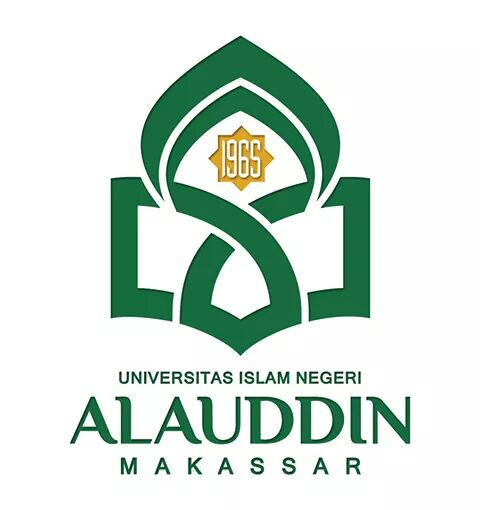 1965
UNIVERSITAS ISLAM NEGERI
ALAUDDIN
MAKASSAR